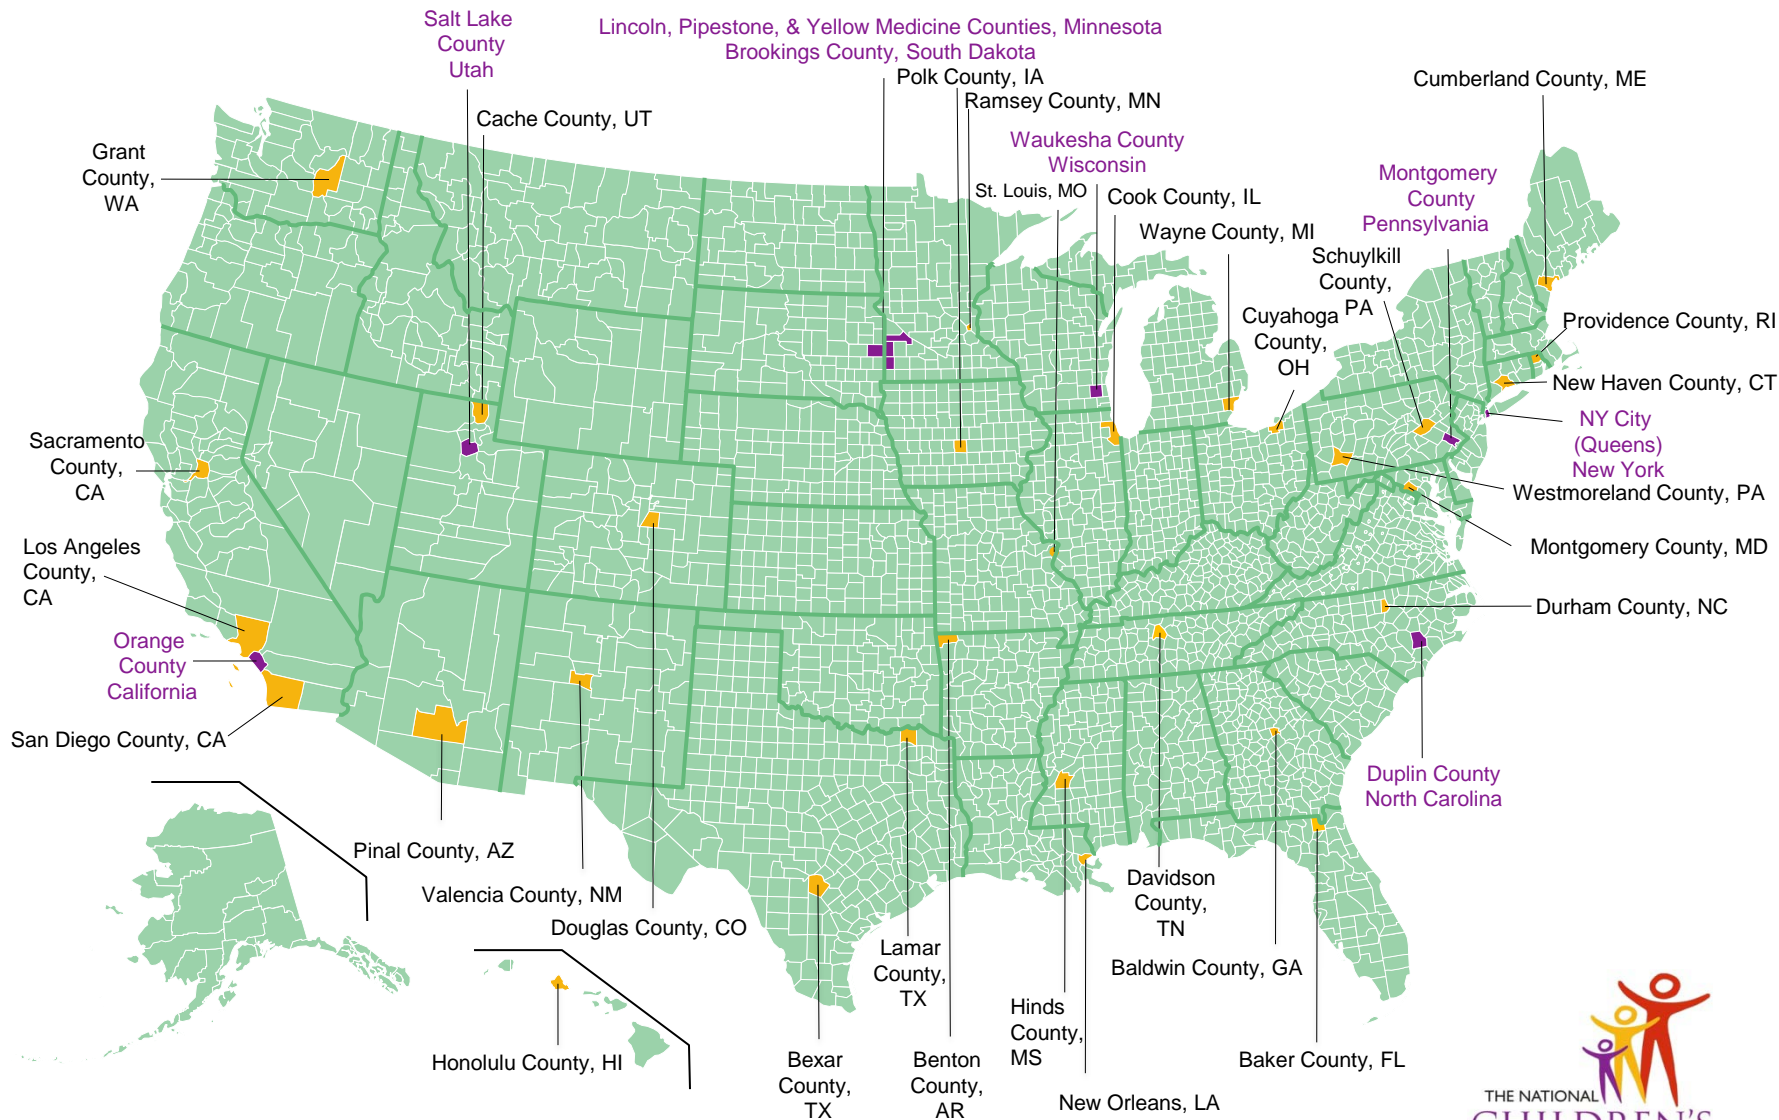 Salt Lake
County
Utah
Lincoln, Pipestone, & Yellow Medicine Counties, Minnesota
Brookings County, South Dakota
Polk County, IA
Ramsey County, MN
Cumberland County, ME
Cache County, UT
Grant
County,
WA
Waukesha County
Wisconsin
St. Louis, MO
Cook County, IL
Wayne County, MI
Montgomery
County
Pennsylvania
Schuylkill
County,
PA
Cuyahoga
County,
OH
Providence County, RI
New Haven County, CT
NY City
(Queens)
New York
Westmoreland County, PA
Montgomery County, MD
Durham County, NC
Sacramento
County,
CA
Los Angeles
County,
CA
Orange
County
California
San Diego County, CA
Duplin County
North Carolina
Pinal County, AZ
Valencia County, NM
Douglas County, CO
Davidson
County,
TN
Lamar
County,
TX
Baldwin County, GA
Hinds
County,
MS
Honolulu County, HI
Bexar
County,
TX
Benton
County,
AR
New Orleans, LA
Baker County, FL
THE NATIONAL
CHILDREN'S